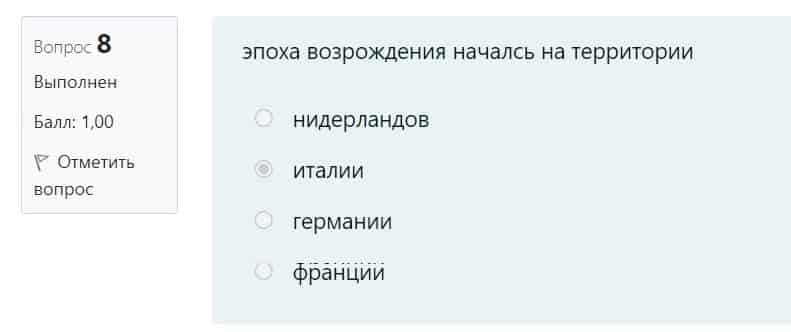 Вопрос 8
Выполнен
Балл: 1,00
Отметить
вопрос
эпоха возрождения началсь на территории
нидерландов
италии
германии
франции